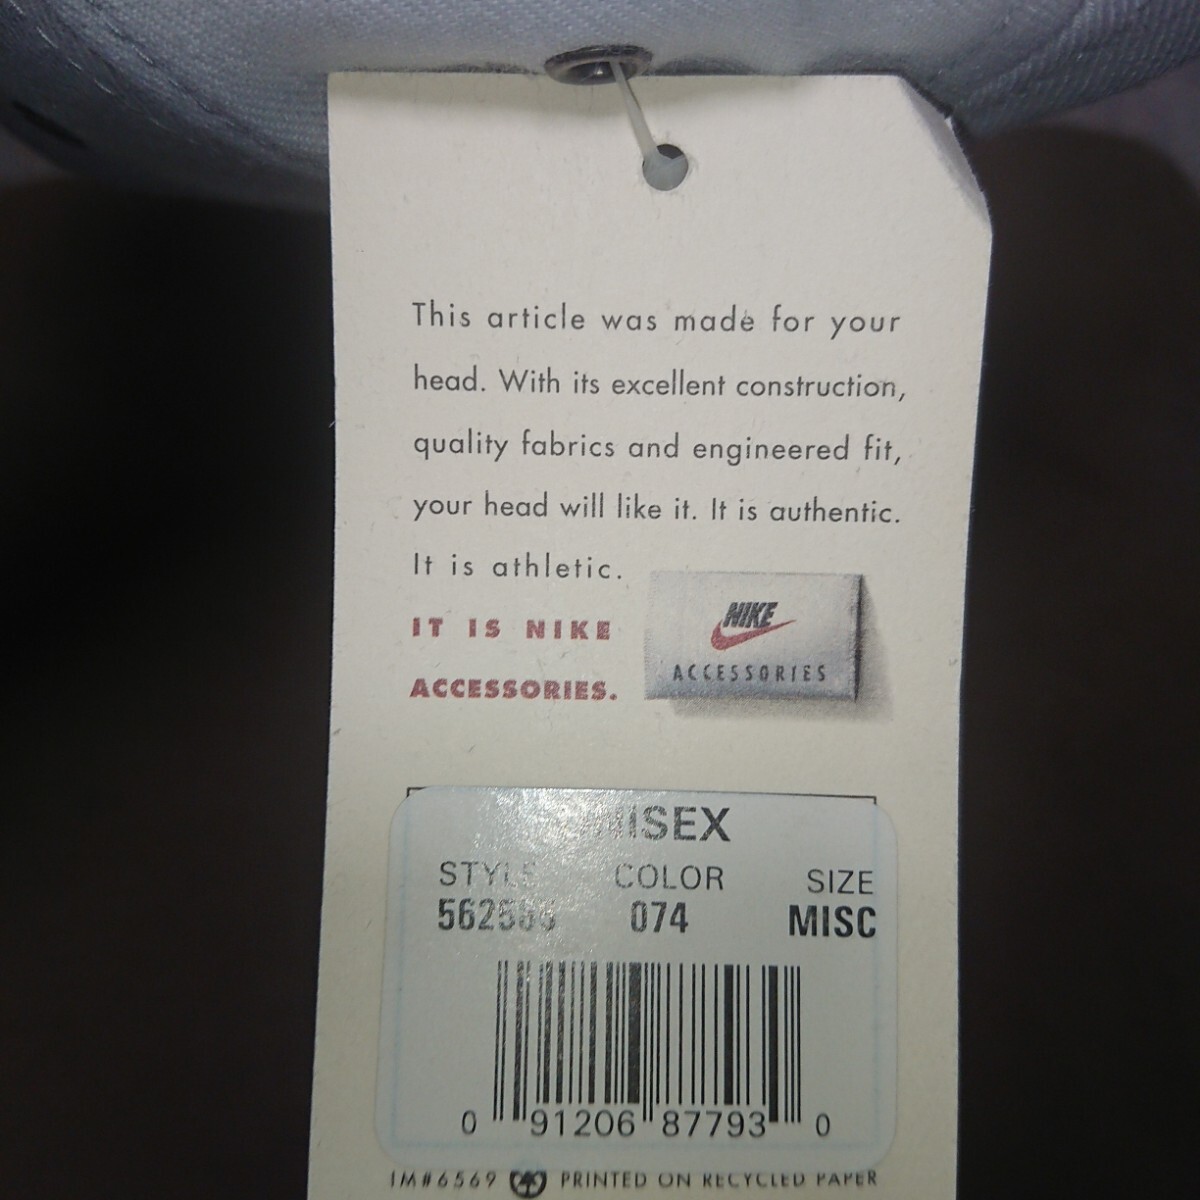 This article was made for your
head. With its excellent construction,
quality fabrics and engineered fit,
your head will like it. It is authentic.
It is athletic.
IT IS NIKE
ACCESSORIES.
NIKE
ACCESSORIES
UNISEX
STYLE COLOR SIZE
074 MISC
0 91206 87793 0
IM#6569 PRINTED ON RECYCLED PAPER